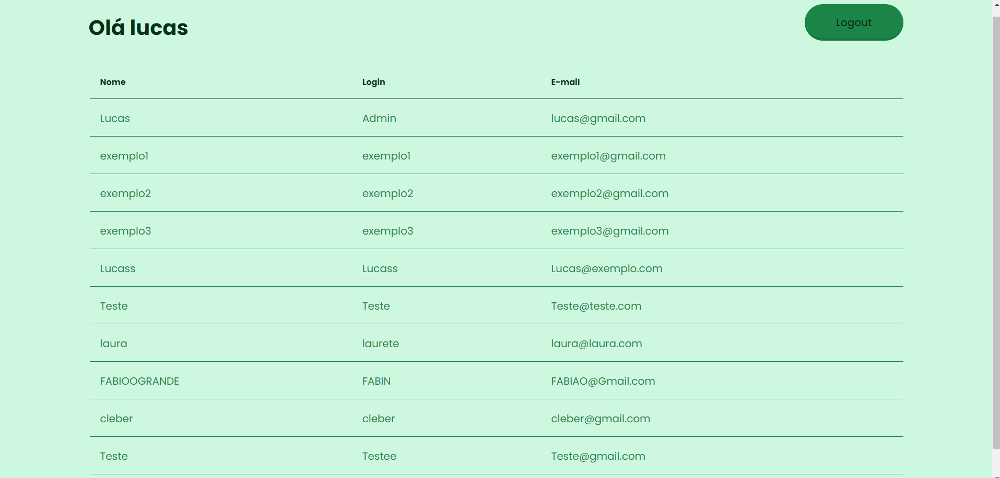 Olá lucas
Logout
Nome Login E-mail
Lucas Admin lucas@gmail.com
exemplo1 exemplo1 exemplo1@gmail.com
exemplo2 exemplo2 exemplo2@gmail.com
exemplo3 exemplo3 exemplo3@gmail.com
Lucass Lucass Lucas@exemplo.com
Teste Teste Teste@teste.com
laura laurete laura@laura.com
FABIOOGRANDE FABIN FABIAO@Gmail.com
cleber cleber cleber@gmail.com
Teste Testee Teste@gmail.com